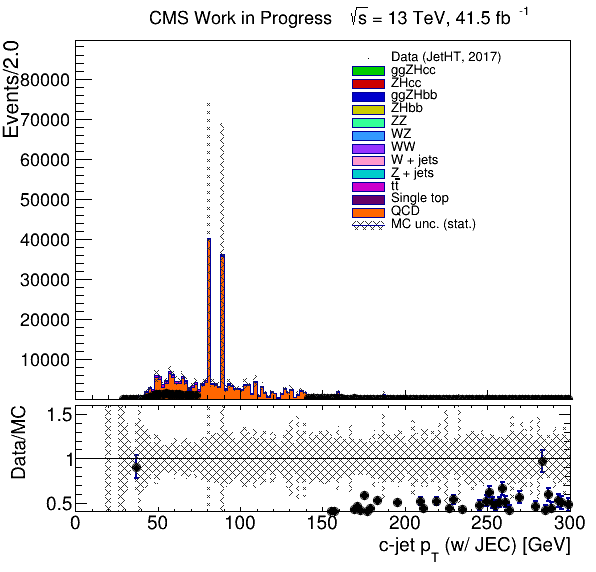 CMS Work in Progress √s = 13 TeV, 41.5 fb⁻¹
Events/2.0
80000
70000
60000
50000
40000
30000
20000
10000
Data (JetHT, 2017)
ggZHcc
ZHcc
ggZHbb
ZHbb
ZZ
WZ
WW
W + jets
Z + jets
tt̄
Single top
QCD
MC unc. (stat.)
Data/MC
1.5
1
0.5
0 50 100 150 200 250 300
c-jet p_T (w/ JEC) [GeV]